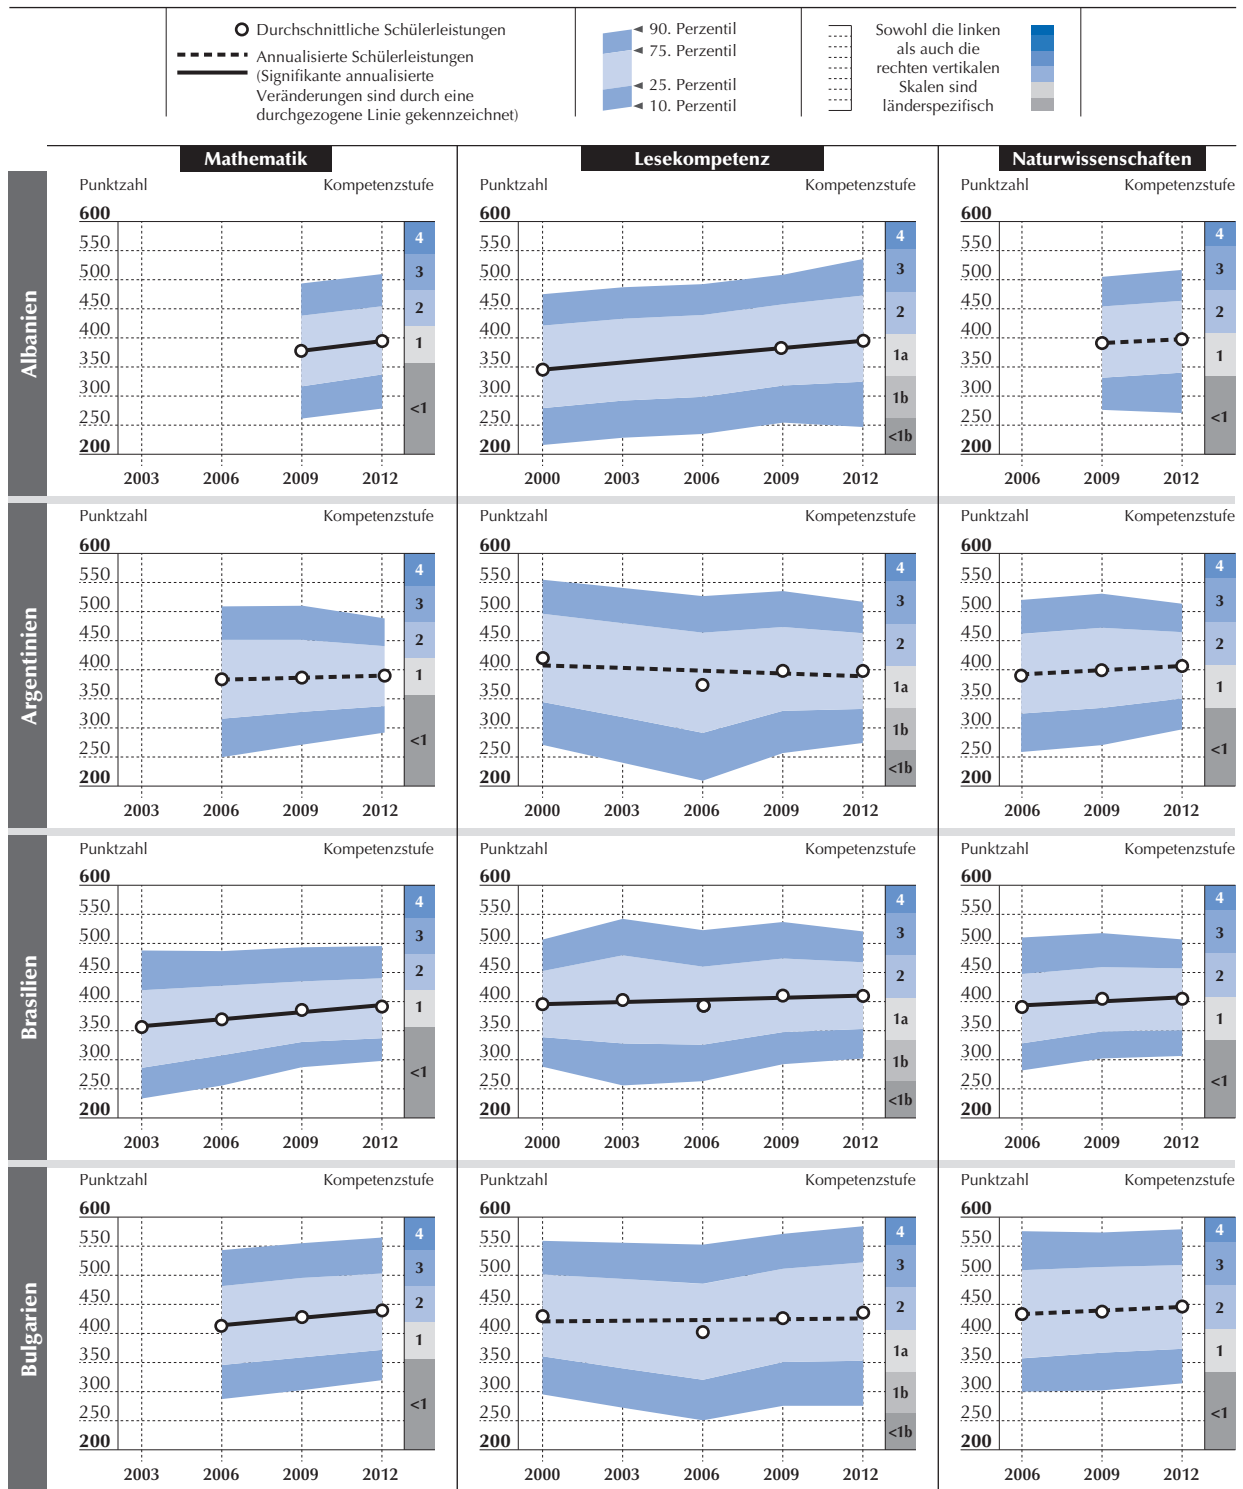 Durchschnittliche Schülerleistungen
Annualisierte Schülerleistungen
(Signifikante annualisierte
Veränderungen sind durch eine
durchgezogene Linie gekennzeichnet)
90. Perzentil
75. Perzentil
25. Perzentil
10. Perzentil
Sowohl die linken
als auch die
rechten vertikalen
Skalen sind
länderspezifisch
Mathematik
Lesekompetenz
Naturwissenschaften
Albanien
Punktzahl Kompetenzstufe
600
550
500
450
400
350
300
250
200
4
3
2
1
<1
2003 2006 2009 2012
Punktzahl Kompetenzstufe
600
550
500
450
400
350
300
250
200
4
3
2
1a
1b
<1b
2000 2003 2006 2009 2012
Punktzahl Kompetenzstufe
600
550
500
450
400
350
300
250
200
4
3
2
1
<1
2006 2009 2012
Argentinien
Punktzahl Kompetenzstufe
600
550
500
450
400
350
300
250
200
4
3
2
1
<1
2003 2006 2009 2012
Punktzahl Kompetenzstufe
600
550
500
450
400
350
300
250
200
4
3
2
1a
1b
<1b
2000 2003 2006 2009 2012
Punktzahl Kompetenzstufe
600
550
500
450
400
350
300
250
200
4
3
2
1
<1
2006 2009 2012
Brasilien
Punktzahl Kompetenzstufe
600
550
500
450
400
350
300
250
200
4
3
2
1
<1
2003 2006 2009 2012
Punktzahl Kompetenzstufe
600
550
500
450
400
350
300
250
200
4
3
2
1a
1b
<1b
2000 2003 2006 2009 2012
Punktzahl Kompetenzstufe
600
550
500
450
400
350
300
250
200
4
3
2
1
<1
2006 2009 2012
Bulgarien
Punktzahl Kompetenzstufe
600
550
500
450
400
350
300
250
200
4
3
2
1
<1
2003 2006 2009 2012
Punktzahl Kompetenzstufe
600
550
500
450
400
350
300
250
200
4
3
2
1a
1b
<1b
2000 2003 2006 2009 2012
Punktzahl Kompetenzstufe
600
550
500
450
400
350
300
250
200
4
3
2
1
<1
2006 2009 2012